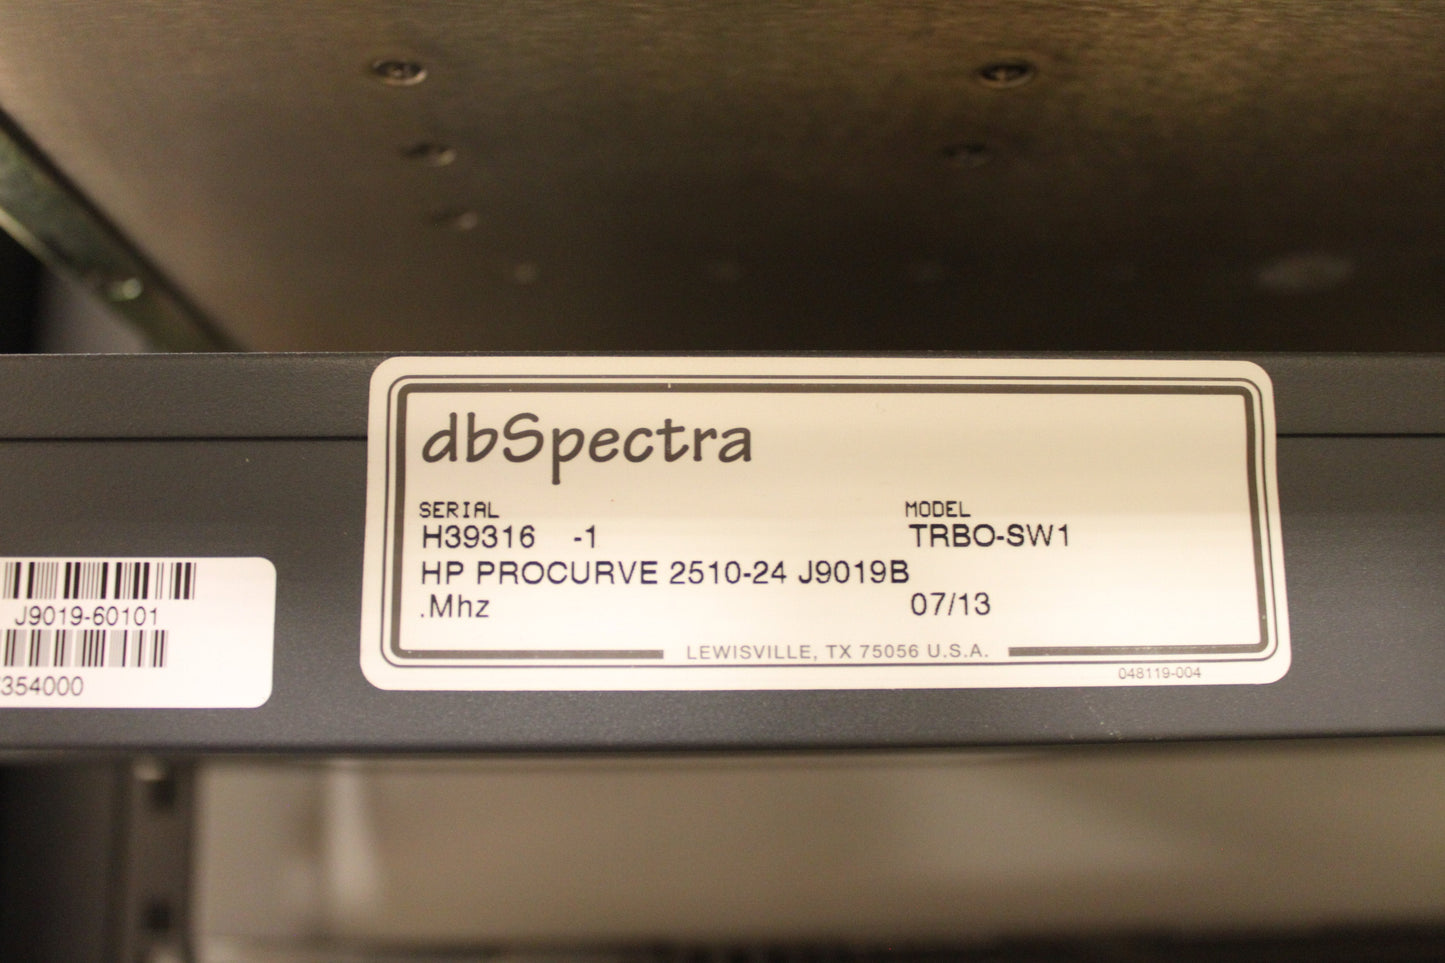 dbSpectra
SERIAL MODEL
H39316 -1 TRBO-SW1
HP PROCURVE 2510-24 J9019B
.Mhz 07/13
LEWISVILLE, TX 75056 U.S.A.
048119-004
J9019-60101
354000